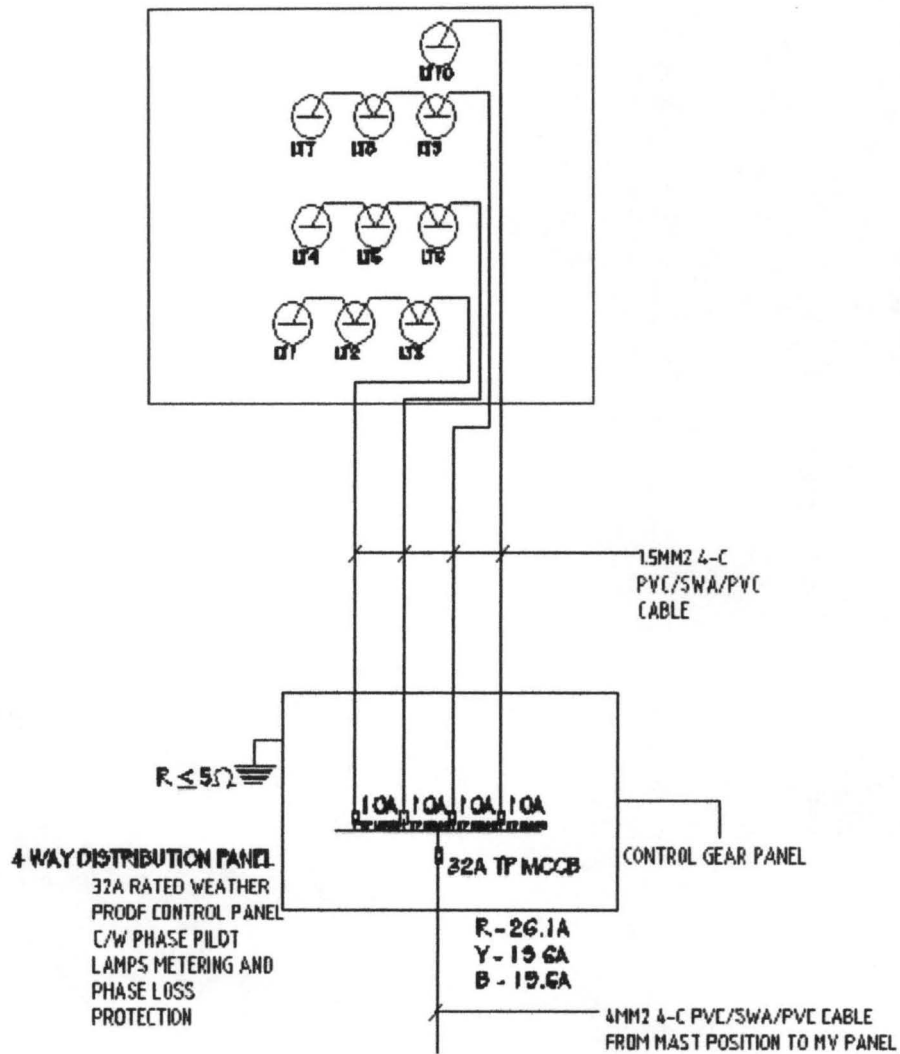 LT10
LT7 LT8 LT9
LT4 LT5 LT6
LT1 LT2 LT3
1.5MM2 4-C
PVC/SWA/PVC
CABLE
R ≤ 5Ω
10A 10A 10A 10A
32A TP MCCB
CONTROL GEAR PANEL
4 WAY DISTRIBUTION PANEL
32A RATED WEATHER
PROOF CONTROL PANEL
C/W PHASE PILOT
LAMPS METERING AND
PHASE LOSS
PROTECTION
R-26.1A
Y-19.6A
B-19.6A
4MM2 4-C PVC/SWA/PVC CABLE
FROM MAST POSITION TO MV PANEL